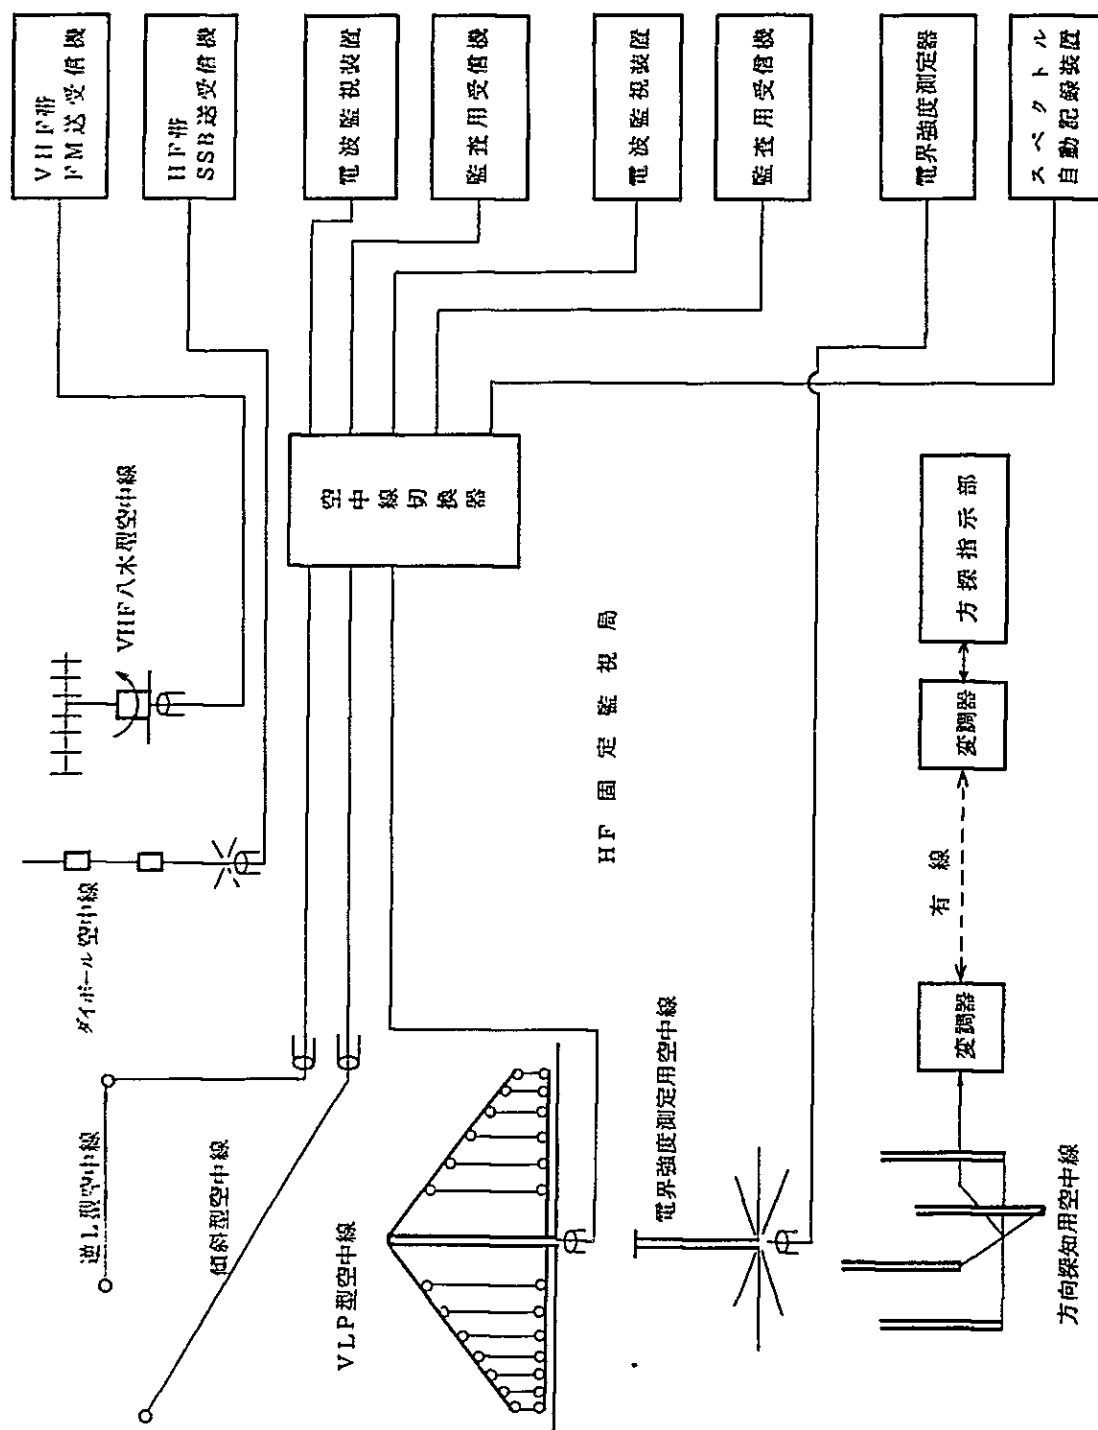 VHF帯
FM送受信機
HF帯
SSB送受信機
電波監視装置
監査用受信機
電波監視装置
監査用受信機
電界強度測定器
スペクトル
自動記録装置
空中線切換器
VHF八木型空中線
ダイポール空中線
逆L型空中線
傾斜型空中線
VLP型空中線
HF固定監視局
電界強度測定用空中線
方探指示部
変調器
有線
変調器
方向探知用空中線